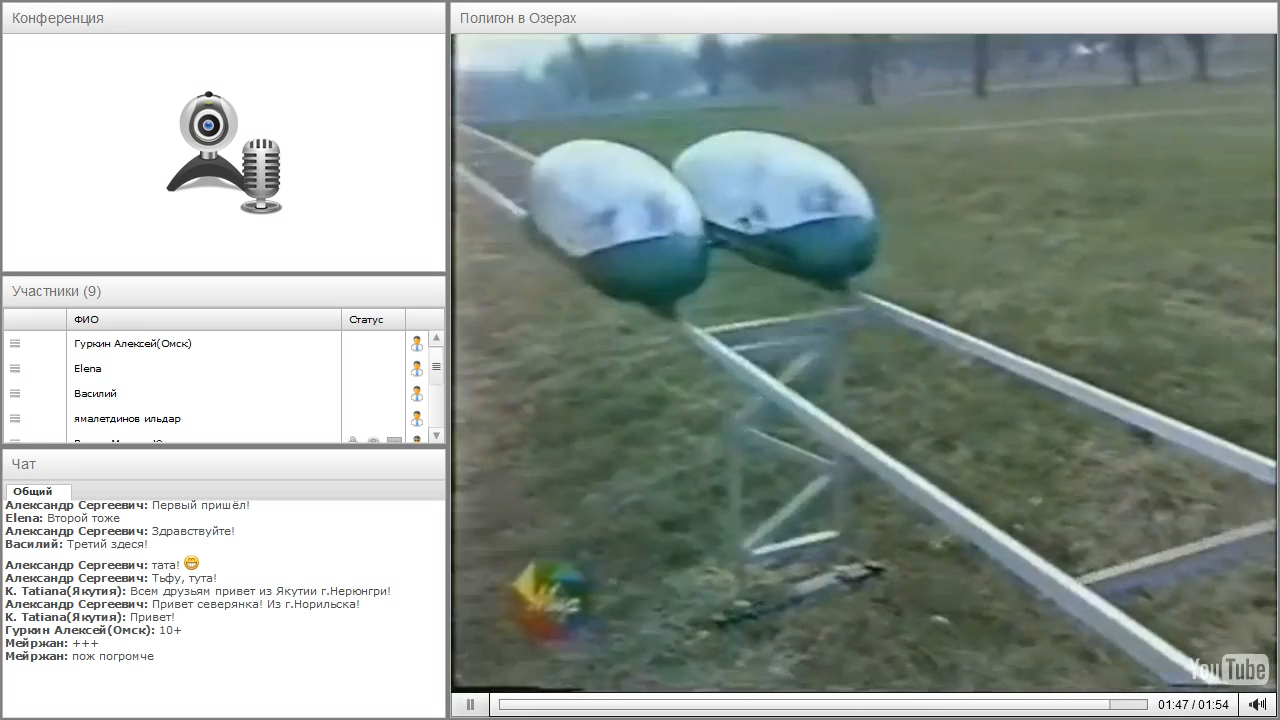 Конференция
Полигон в Озерах
Участники (9)
ФИО Статус
Гуркин Алексей(Омск)
Elena
Василий
ямалетдинов ильдар
Чат
Общий
Александр Сергеевич: Первый пришёл!
Elena: Второй тоже
Александр Сергеевич: Здравствуйте!
Василий: Третий здеся!
Александр Сергеевич: тата!
Александр Сергеевич: Тьфу, тута!
K. Tatiana(Якутия): Всем друзьям привет из Якутии г.Нерюнгри!
Александр Сергеевич: Привет северянка! Из г.Норильска!
K. Tatiana(Якутия): Привет!
Гуркин Алексей(Омск): 10+
Мейржан: +++
Мейржан: пож погромче
YouTube
01:47 / 01:54